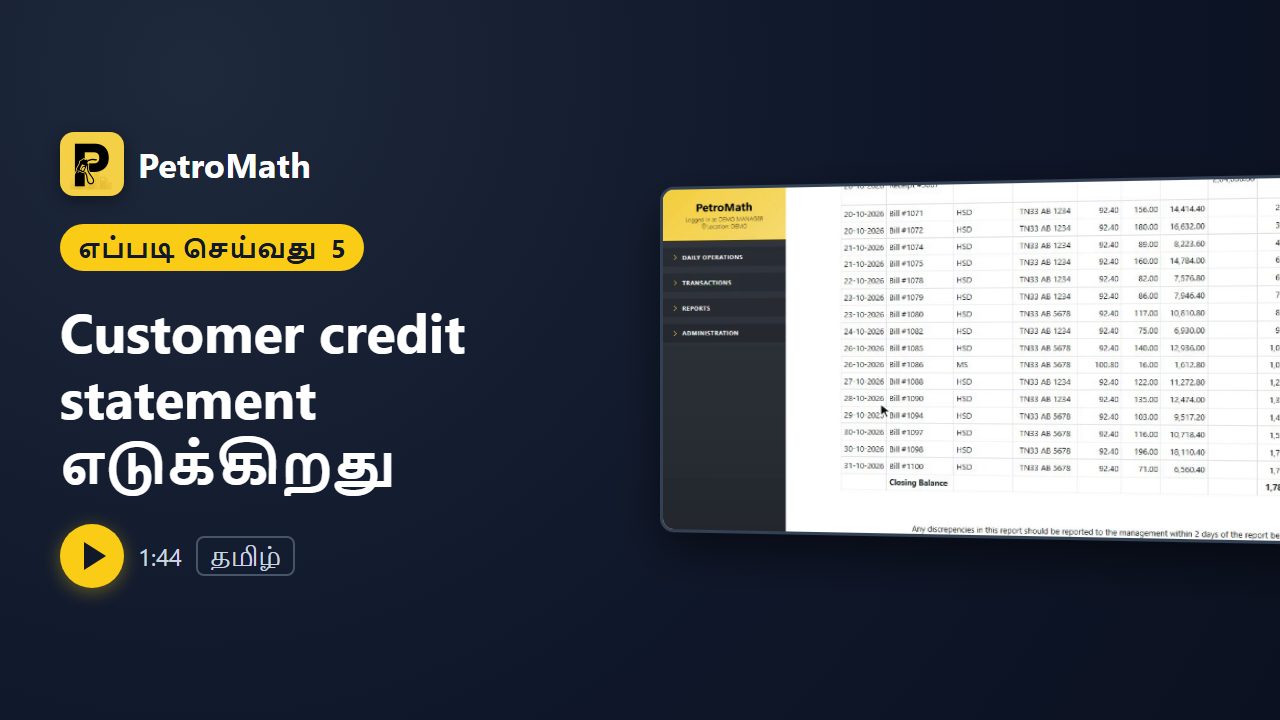 PetroMath
எப்படி செய்வது 5
Customer credit
statement
எடுக்கிறது
1:44 தமிழ்
PetroMath
Logged in as DEMO MANAGER
Location: DEMO
DAILY OPERATIONS
TRANSACTIONS
REPORTS
ADMINISTRATION
20-10-2026 Bill #1071 HSD TN33 AB 1234 92.40 156.00 14,414.40
20-10-2026 Bill #1072 HSD TN33 AB 1234 92.40 180.00 16,632.00
21-10-2026 Bill #1074 HSD TN33 AB 1234 92.40 89.00 8,223.60
21-10-2026 Bill #1075 HSD TN33 AB 1234 92.40 160.00 14,784.00
22-10-2026 Bill #1078 HSD TN33 AB 1234 92.40 82.00 7,576.80
23-10-2026 Bill #1079 HSD TN33 AB 1234 92.40 86.00 7,946.40
23-10-2026 Bill #1080 HSD TN33 AB 5678 92.40 117.00 10,810.80
24-10-2026 Bill #1082 HSD TN33 AB 1234 92.40 75.00 6,930.00
26-10-2026 Bill #1085 HSD TN33 AB 5678 92.40 140.00 12,936.00
26-10-2026 Bill #1086 MS TN33 AB 5678 100.80 16.00 1,612.80
27-10-2026 Bill #1088 HSD TN33 AB 1234 92.40 122.00 11,272.80
28-10-2026 Bill #1090 HSD TN33 AB 1234 92.40 135.00 12,474.00
29-10-202 Bill #1094 HSD TN33 AB 5678 92.40 103.00 9,517.20
30-10-2026 Bill #1097 HSD TN33 AB 5678 92.40 116.00 10,718.40
30-10-2026 Bill #1098 HSD TN33 AB 5678 92.40 196.00 18,110.40
31-10-2026 Bill #1100 HSD TN33 AB 5678 92.40 71.00 6,560.40
Closing Balance 1,78
Any discrepencies in this report should be reported to the management within 2 days of the report be